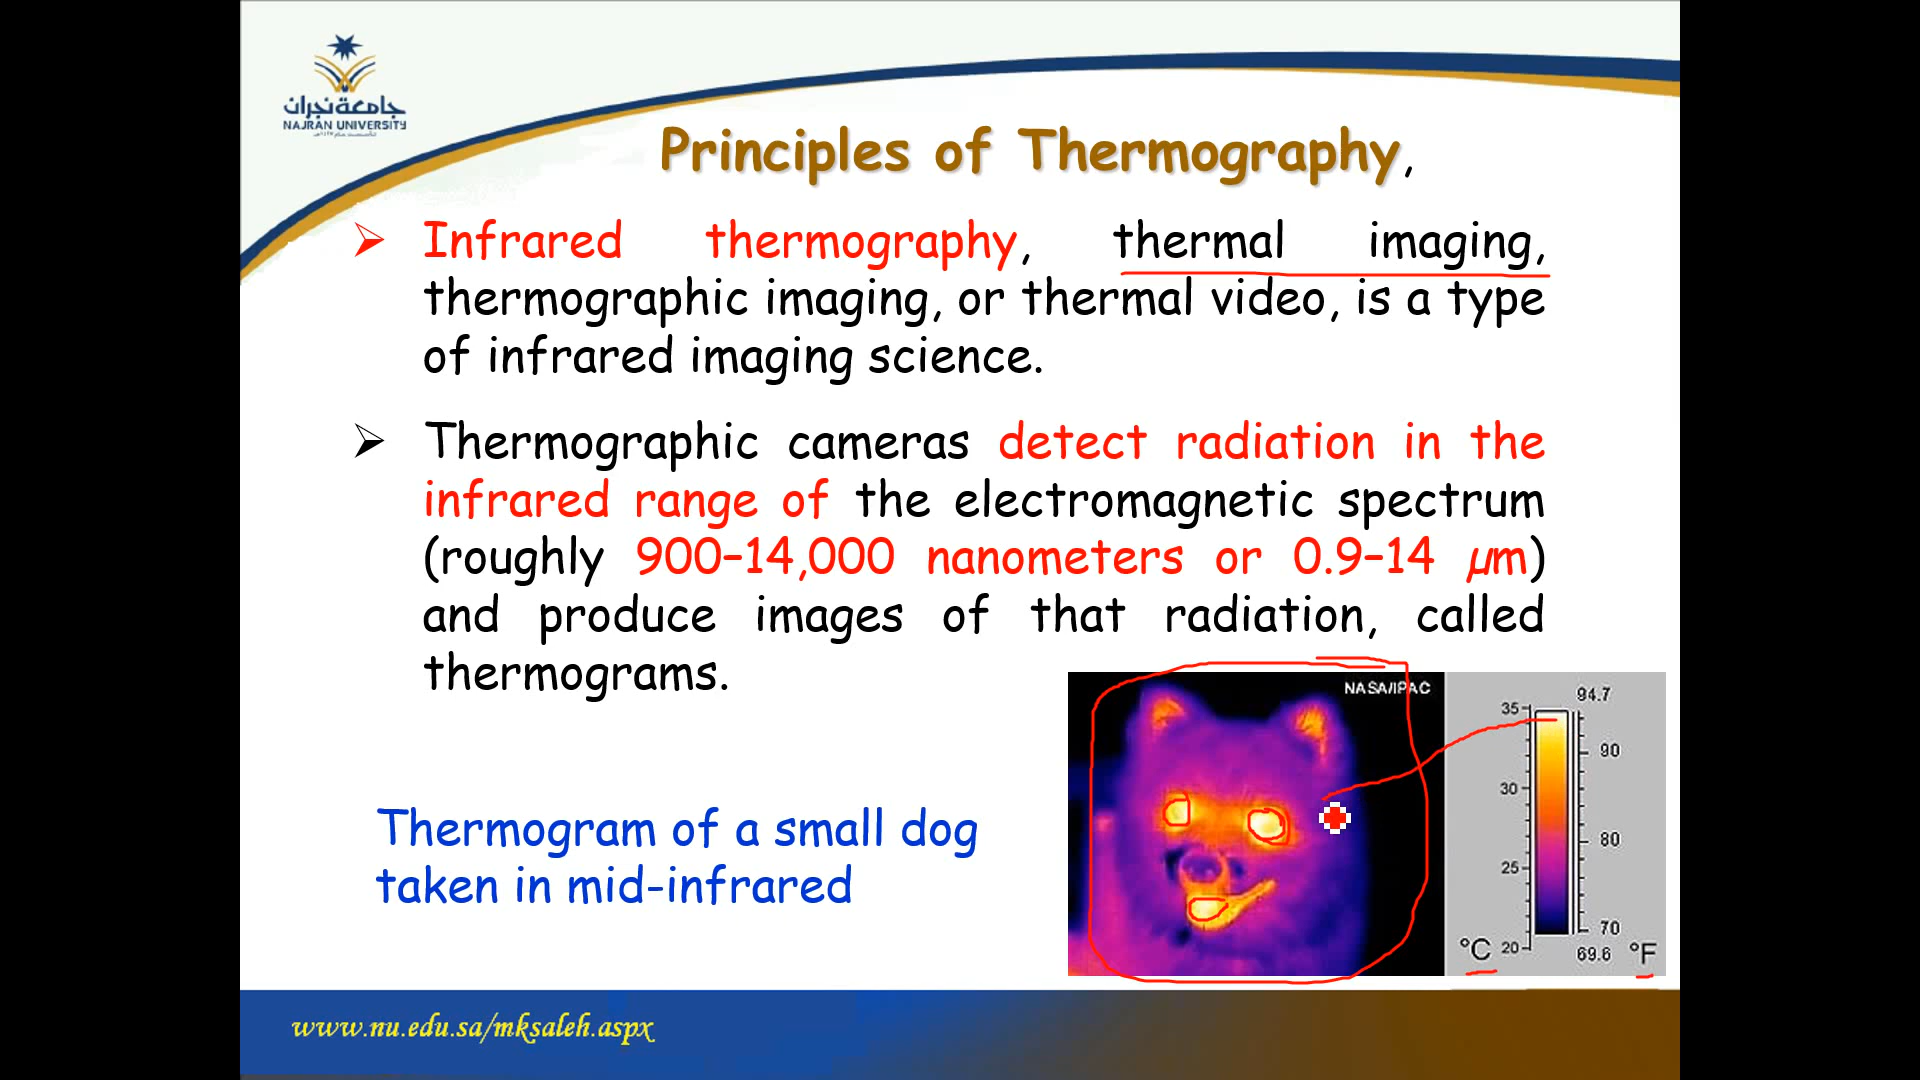 جامعة نجران
NAJRAN UNIVERSITY
Principles of Thermography,
Infrared thermography, thermal imaging,
thermographic imaging, or thermal video, is a type
of infrared imaging science.
Thermographic cameras detect radiation in the
infrared range of the electromagnetic spectrum
(roughly 900–14,000 nanometers or 0.9–14 µm)
and produce images of that radiation, called
thermograms.
Thermogram of a small dog
taken in mid-infrared
NASA/IPAC
94.7
35
90
30
80
25
70
20
69.6
°C
°F
www.nu.edu.sa/mksaleh.aspx